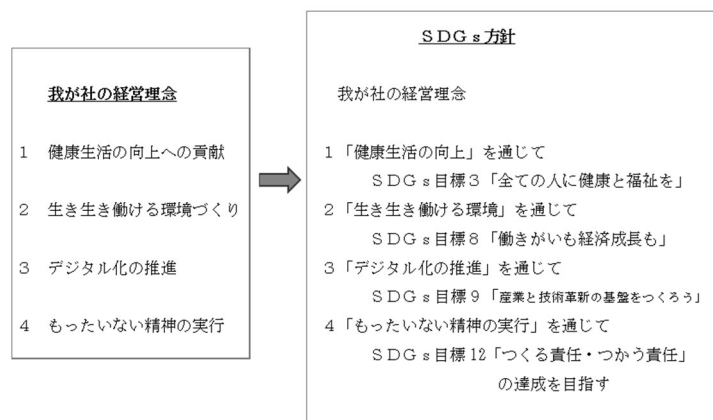 我が社の経営理念
1　健康生活の向上への貢献
2　生き生き働ける環境づくり
3　デジタル化の推進
4　もったいない精神の実行
ＳＤＧｓ方針
我が社の経営理念
1「健康生活の向上」を通じて
ＳＤＧｓ目標３「全ての人に健康と福祉を」
2「生き生き働ける環境」を通じて
ＳＤＧｓ目標８「働きがいも経済成長も」
3「デジタル化の推進」を通じて
ＳＤＧｓ目標９「産業と技術革新の基盤をつくろう」
4「もったいない精神の実行」を通じて
ＳＤＧｓ目標12「つくる責任・つかう責任」
の達成を目指す